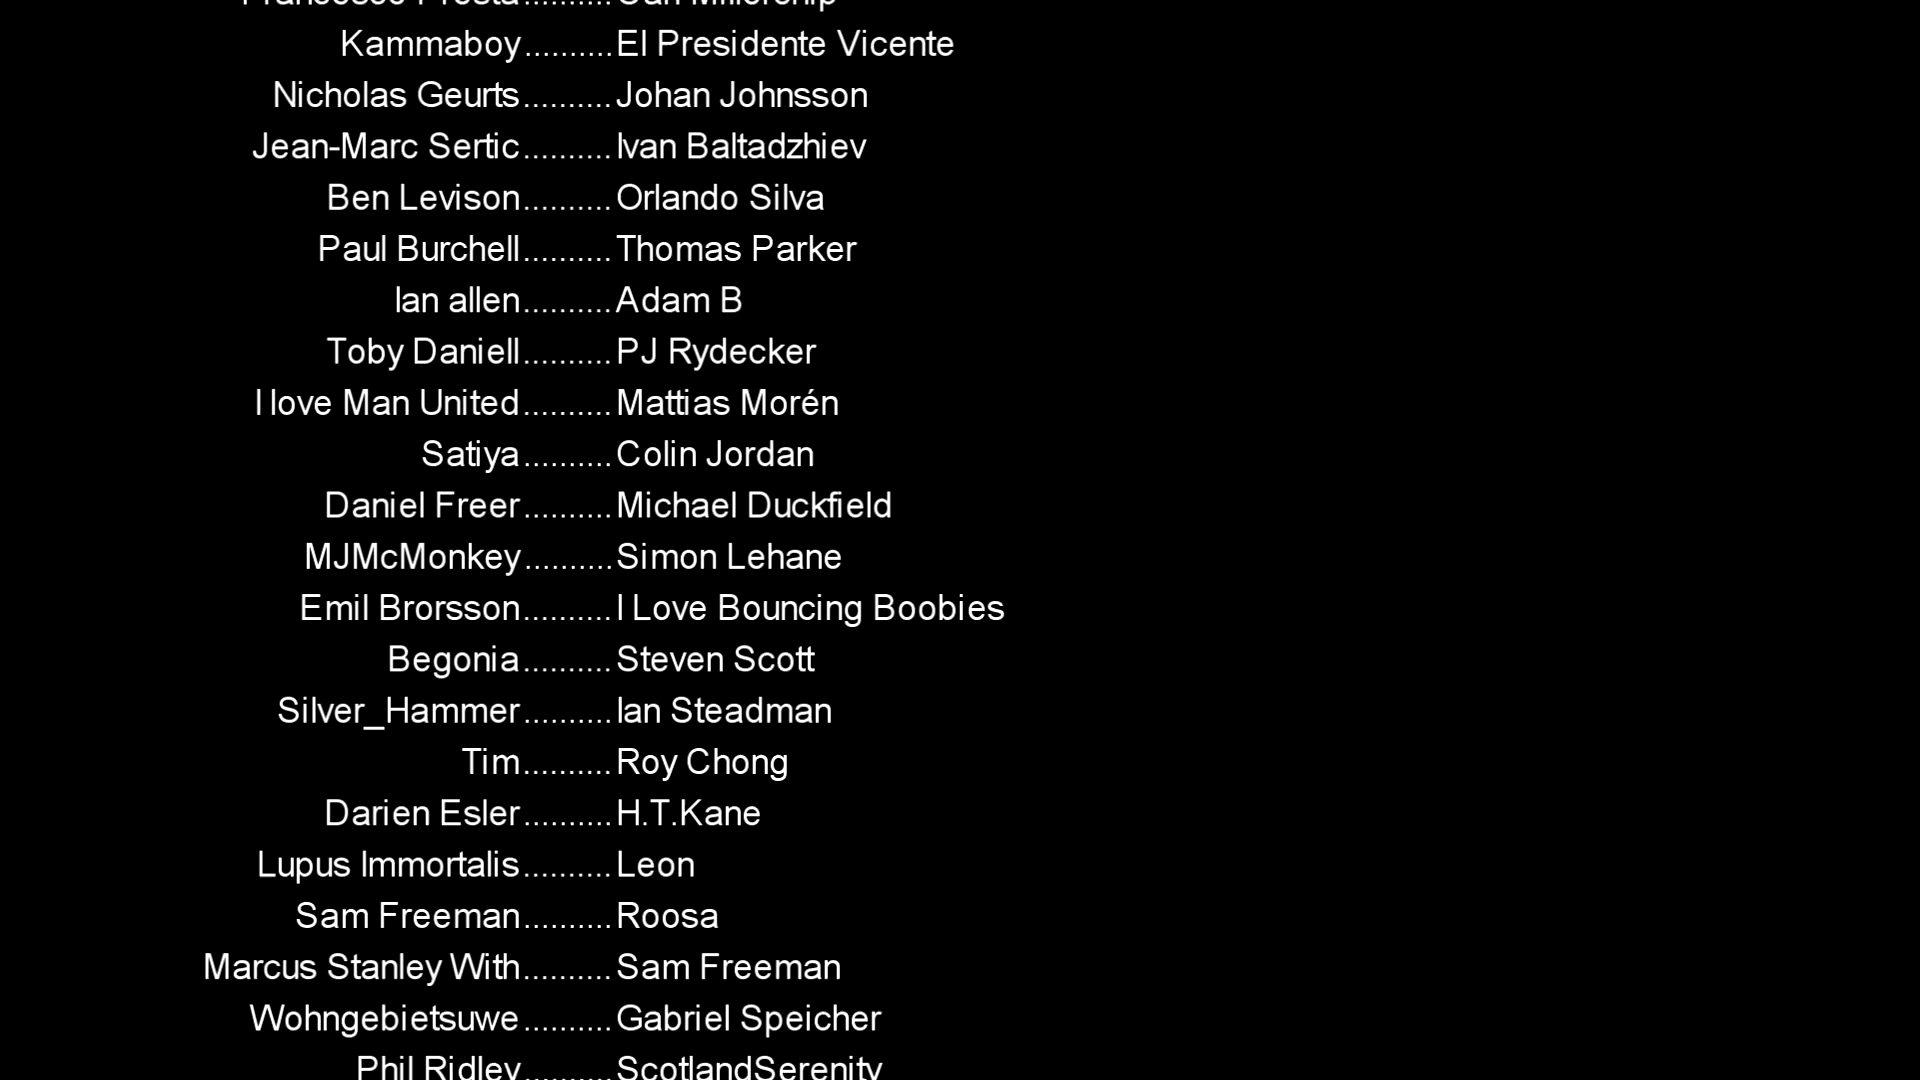 Francesco Presta..........Carl Millership
Kammaboy..........El Presidente Vicente
Nicholas Geurts..........Johan Johnsson
Jean-Marc Sertic..........Ivan Baltadzhiev
Ben Levison..........Orlando Silva
Paul Burchell..........Thomas Parker
Ian allen..........Adam B
Toby Daniell..........PJ Rydecker
I love Man United..........Mattias Morén
Satiya..........Colin Jordan
Daniel Freer..........Michael Duckfield
MJMcMonkey..........Simon Lehane
Emil Brorsson..........I Love Bouncing Boobies
Begonia..........Steven Scott
Silver_Hammer..........Ian Steadman
Tim..........Roy Chong
Darien Esler..........H.T.Kane
Lupus Immortalis..........Leon
Sam Freeman..........Roosa
Marcus Stanley With..........Sam Freeman
Wohngebietsuwe..........Gabriel Speicher
Phil Ridley..........ScotlandSerenity